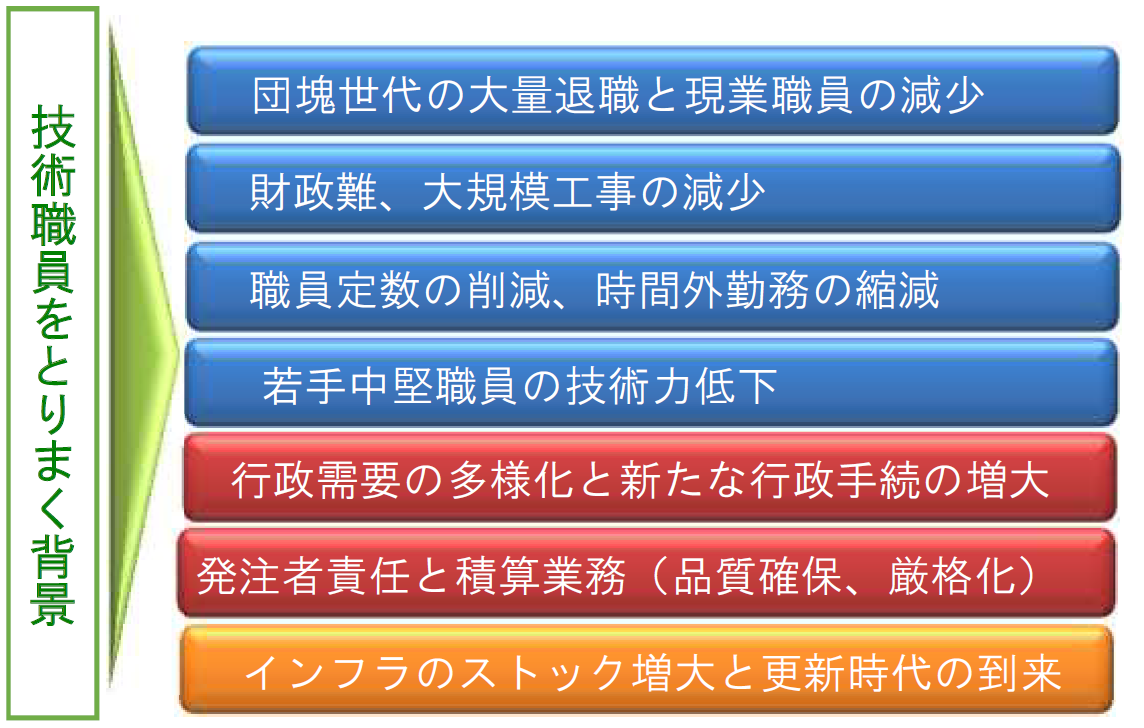 技術職員をとりまく背景
団塊世代の大量退職と現業職員の減少
財政難、大規模工事の減少
職員定数の削減、時間外勤務の縮減
若手中堅職員の技術力低下
行政需要の多様化と新たな行政手続の増大
発注者責任と積算業務（品質確保、厳格化）
インフラのストック増大と更新時代の到来